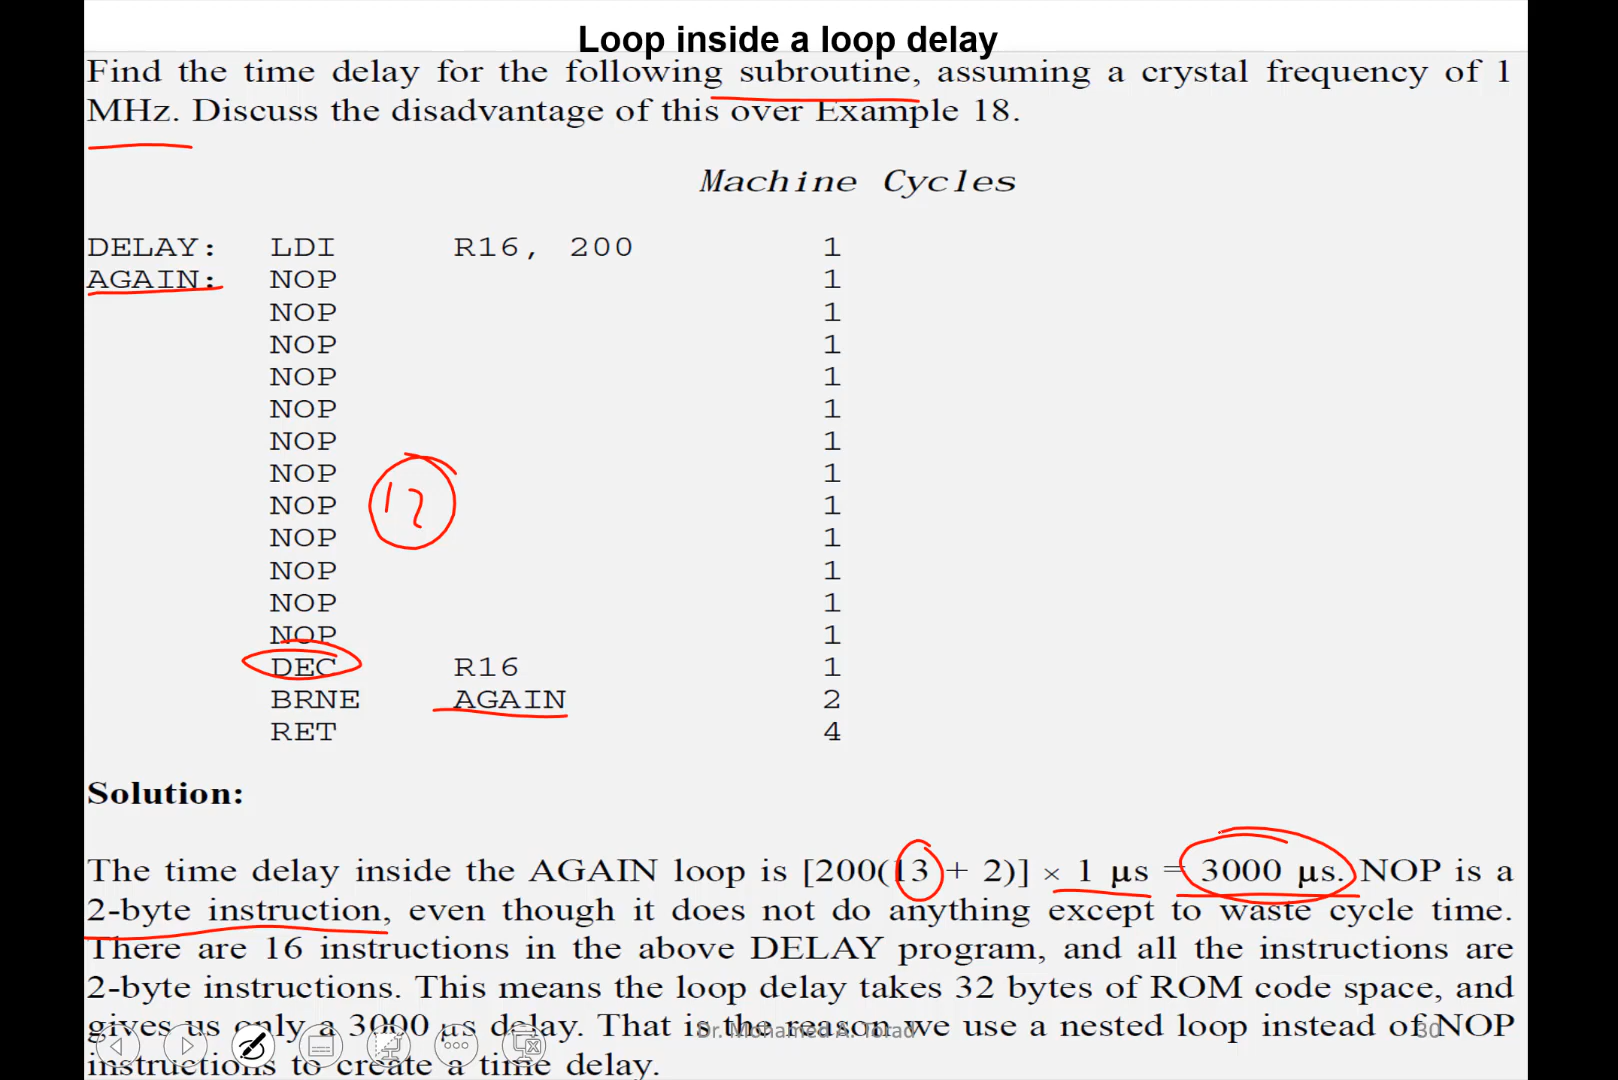 Loop inside a loop delay
Find the time delay for the following subroutine, assuming a crystal frequency of 1
MHz. Discuss the disadvantage of this over Example 18.
Machine Cycles
DELAY: LDI R16, 200 1
AGAIN: NOP 1
NOP 1
NOP 1
NOP 1
NOP 1
NOP 1
NOP 1
NOP 1
NOP 1
NOP 1
NOP 1
NOP 1
12
DEC R16 1
BRNE AGAIN 2
RET 4
Solution:
The time delay inside the AGAIN loop is [200(13 + 2)] × 1 μs = 3000 μs. NOP is a
2-byte instruction, even though it does not do anything except to waste cycle time.
There are 16 instructions in the above DELAY program, and all the instructions are
2-byte instructions. This means the loop delay takes 32 bytes of ROM code space, and
gives us only a 3000 μs delay. That is the reason we use a nested loop instead of NOP
Dr. Mohamed A. Torad 30
instructions to create a time delay.